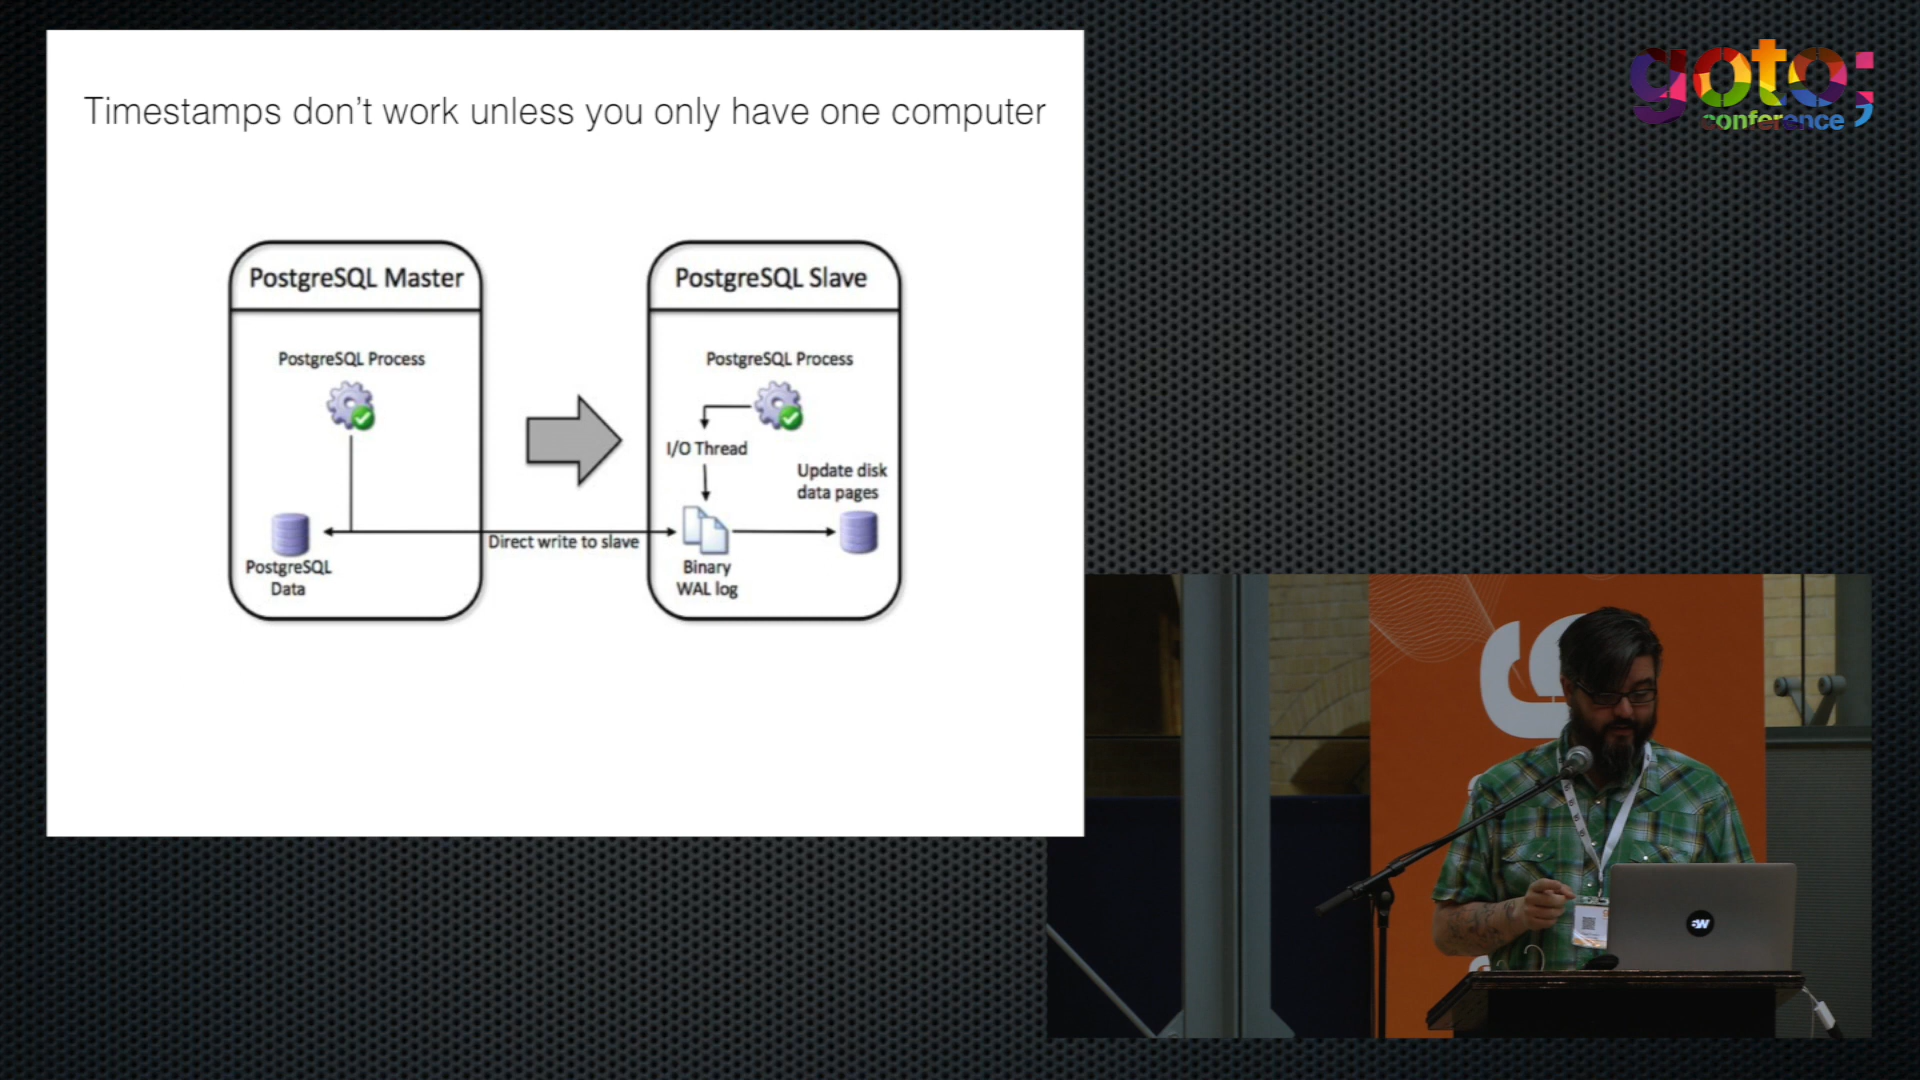 Timestamps don't work unless you only have one computer
PostgreSQL Master
PostgreSQL Slave
PostgreSQL Process
PostgreSQL Process
I/O Thread
Update disk
data pages
Direct write to slave
PostgreSQL
Data
Binary
WAL log
goto;
conference